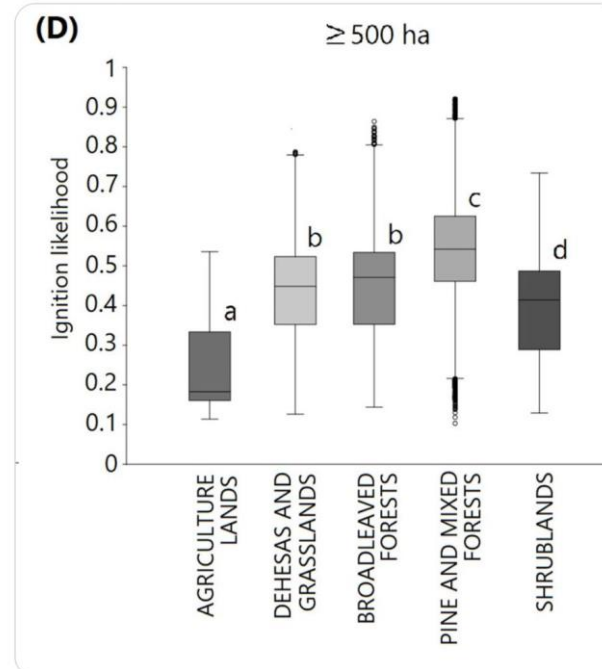 (D)
≥ 500 ha
Ignition likelihood
1
0.9
0.8
0.7
0.6
0.5
0.4
0.3
0.2
0.1
0
a
b
b
c
d
AGRICULTURE
LANDS
DEHESAS AND
GRASSLANDS
BROADLEAVED
FORESTS
PINE AND MIXED
FORESTS
SHRUBLANDS